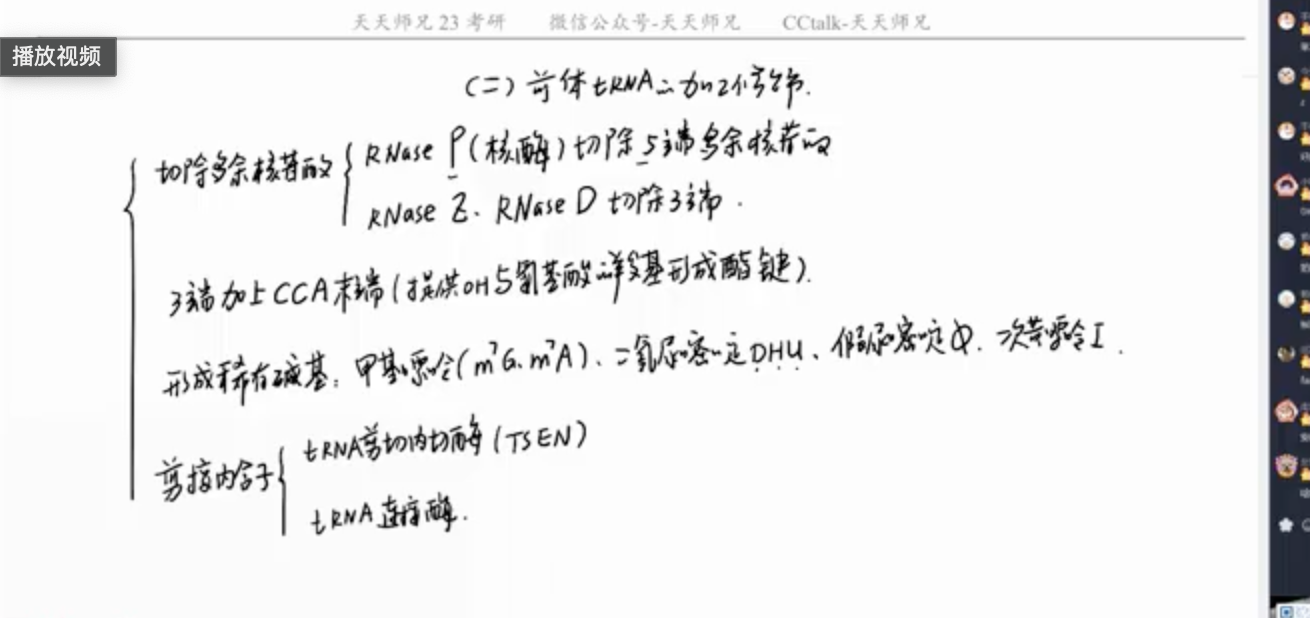 天天师兄23考研 微信公众号-天天师兄 CCtalk-天天师兄
播放视频
(二)前体tRNA的加工修饰.
切除多余核苷酸
RNase P(核酶)切除5'端多余核苷酸
RNase Z、RNase D 切除3'端.
3'端加上CCA末端(提供OH与氨基酸的羧基形成酯键).
形成稀有碱基:甲基嘌呤(m⁷G、m⁷A)、二氢尿嘧啶DHU、假尿嘧啶ψ、次黄嘌呤I.
剪接内含子
tRNA剪切内切酶(TSEN)
tRNA连接酶.